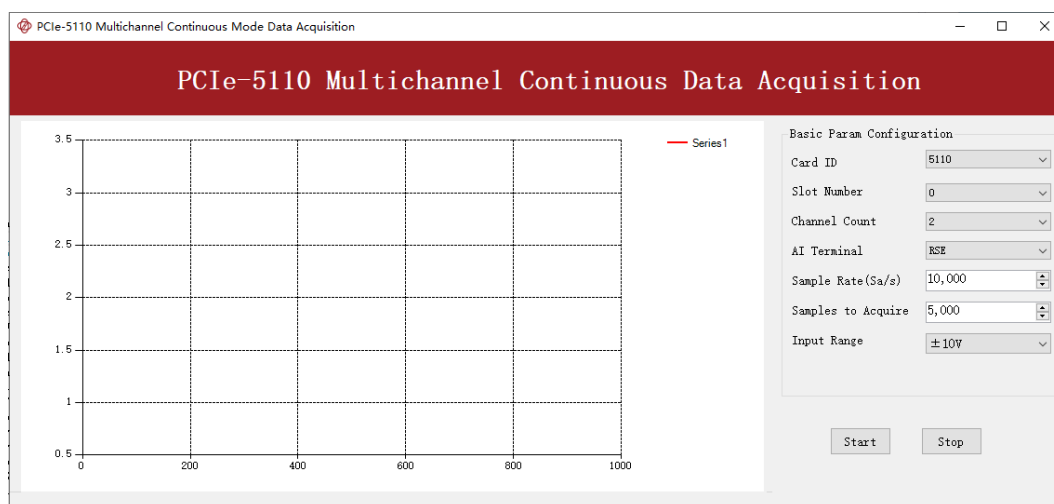 PCIe-5110 Multichannel Continuous Mode Data Acquisition
PCIe-5110 Multichannel Continuous Data Acquisition
3.5
3
2.5
2
1.5
1
0.5
0 200 400 600 800 1000
Series1
Basic Param Configuration
Card ID 5110
Slot Number 0
Channel Count 2
AI Terminal RSE
Sample Rate(Sa/s) 10,000
Samples to Acquire 5,000
Input Range ±10V
Start Stop